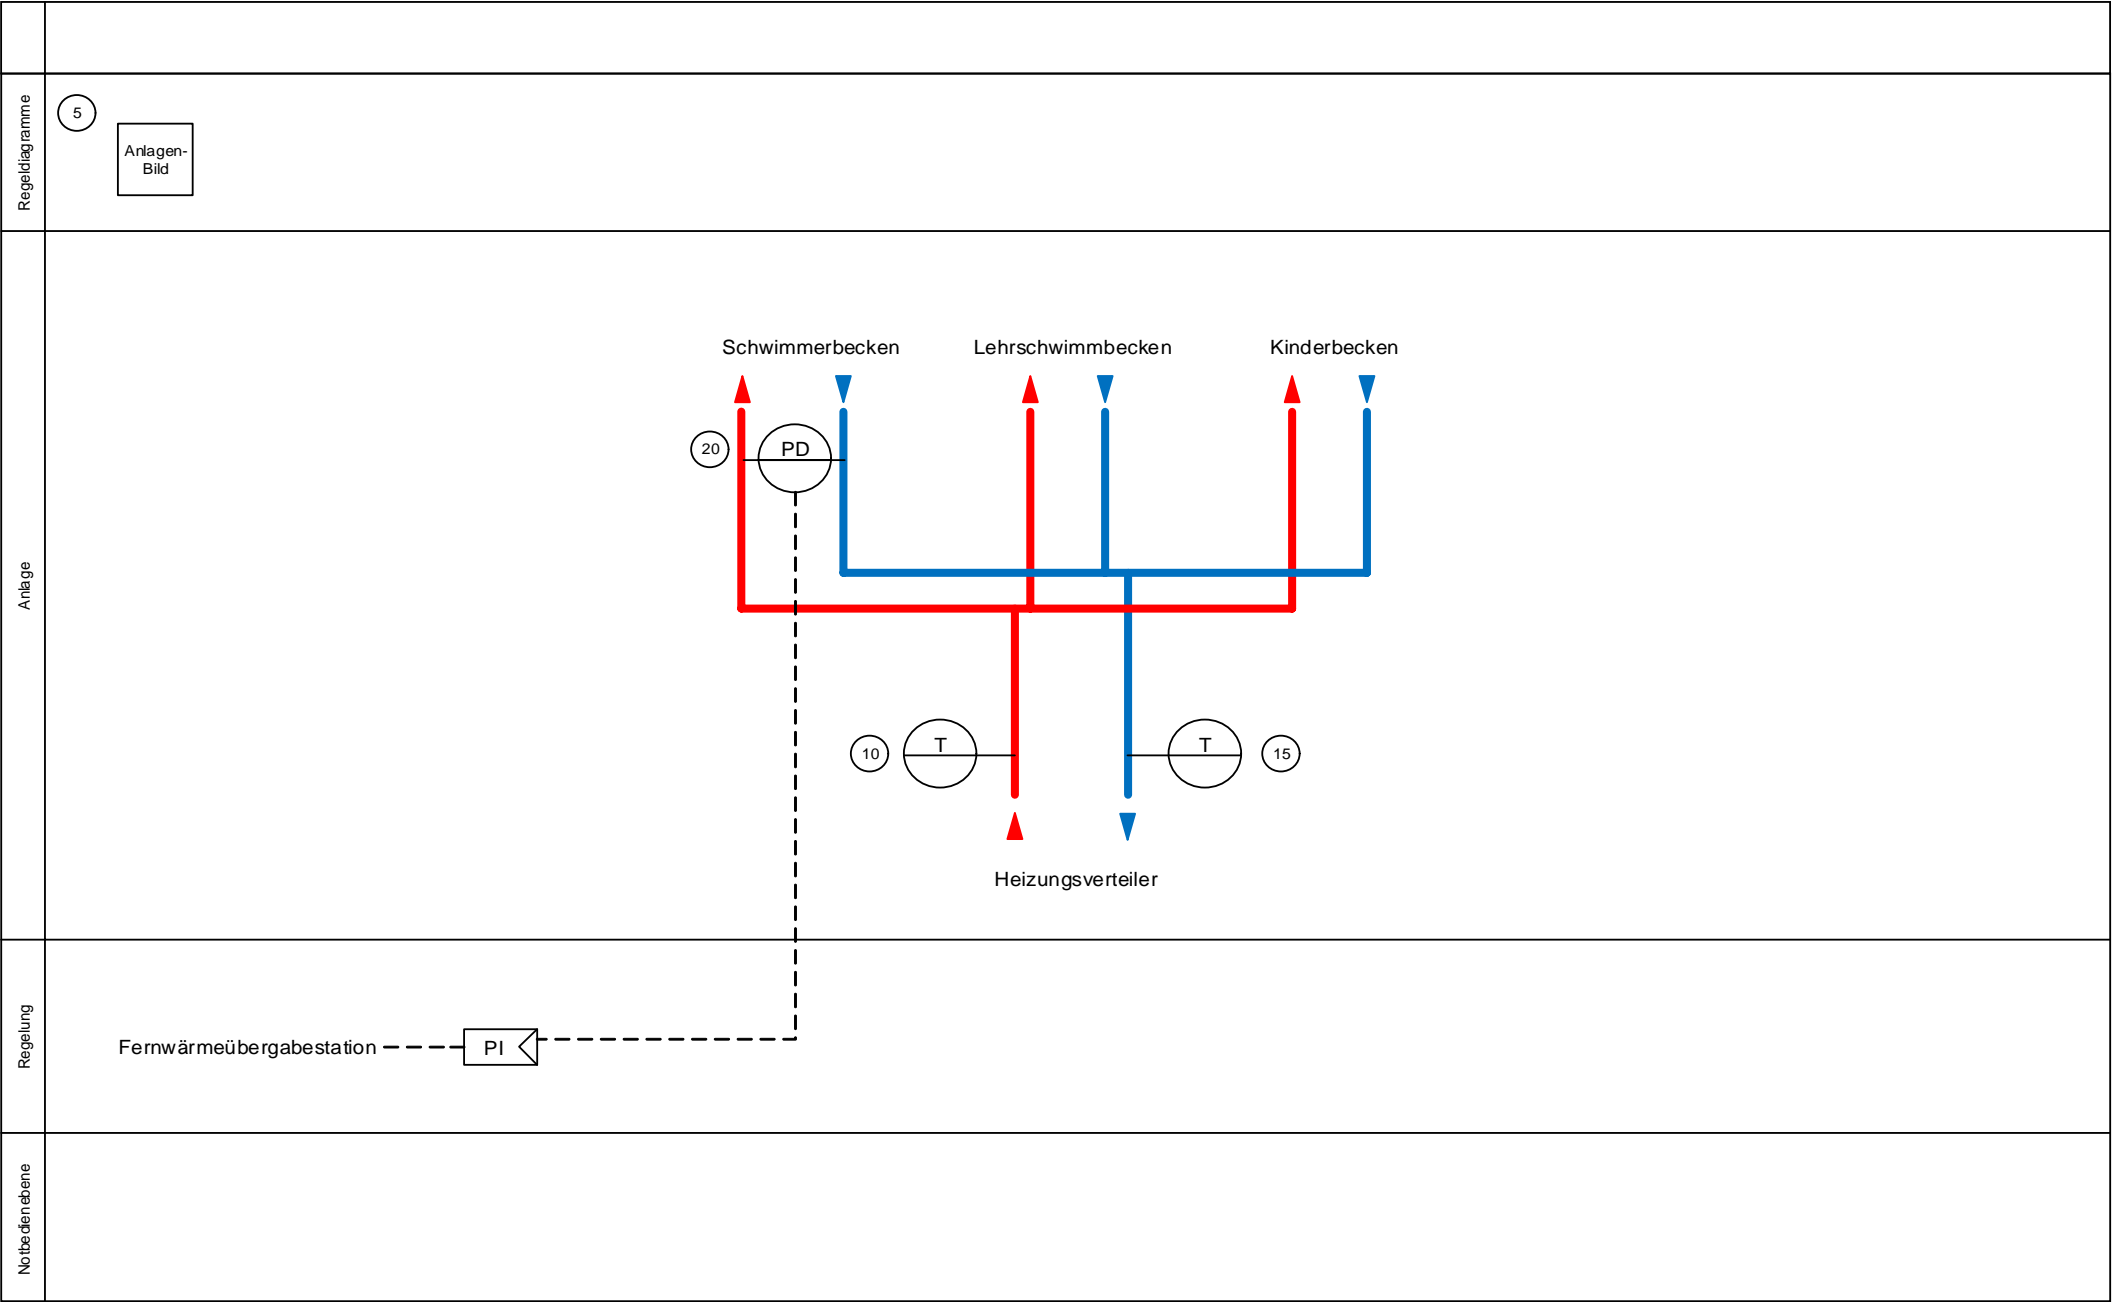 Regeldiagramme
5
Anlagen-
Bild
Anlage
Schwimmerbecken
Lehrschwimmbecken
Kinderbecken
20
PD
10
T
T
15
Heizungsverteiler
Regelung
Fernwärmeübergabestation
PI
Notbedienebene